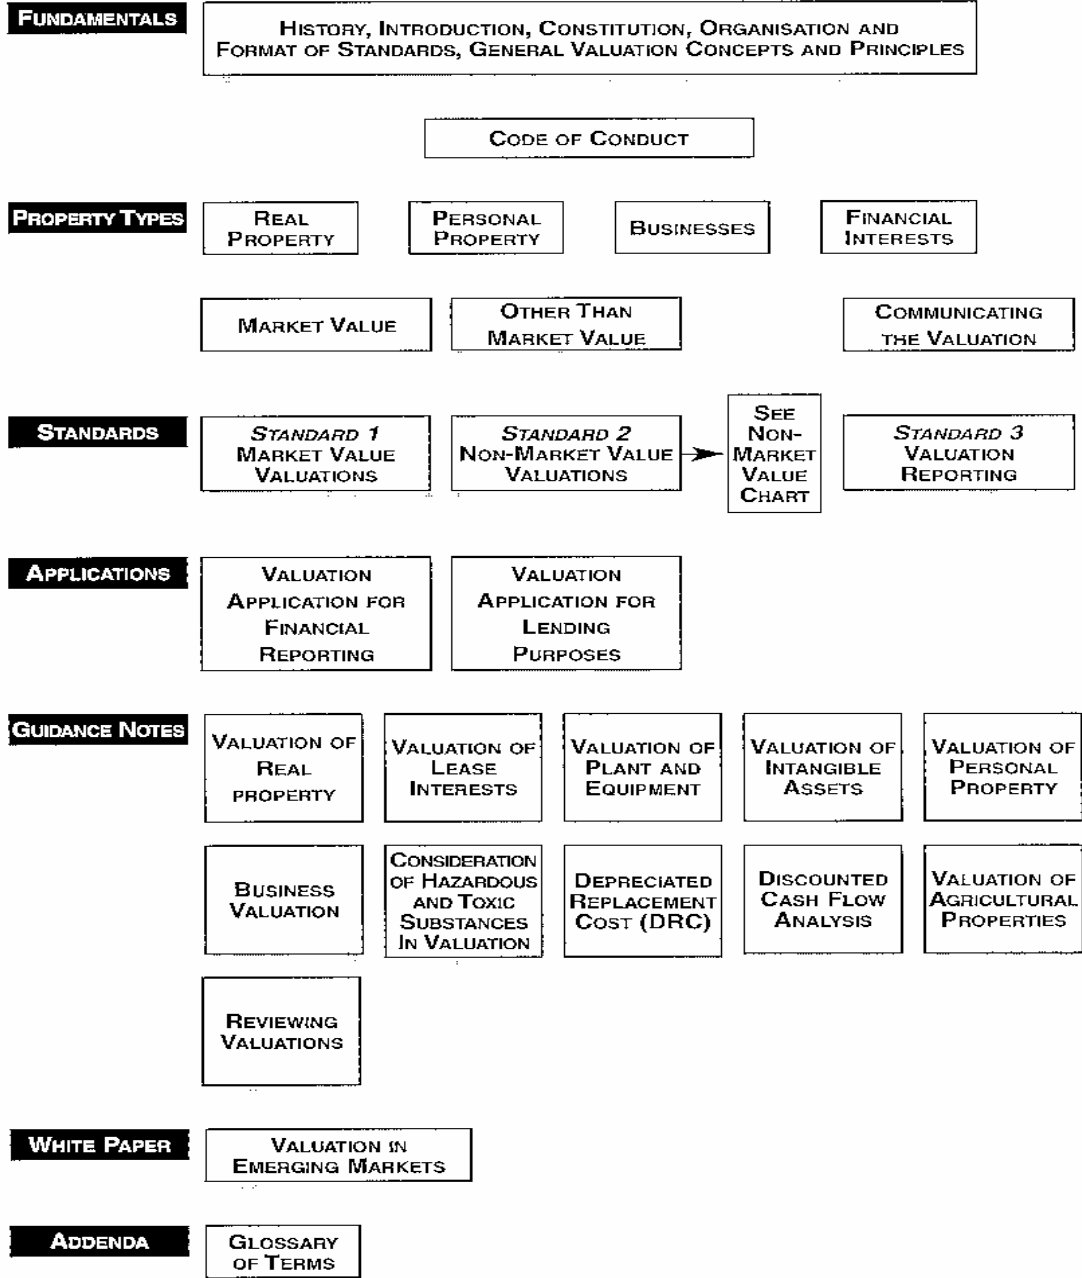 FUNDAMENTALS
HISTORY, INTRODUCTION, CONSTITUTION, ORGANISATION AND
FORMAT OF STANDARDS, GENERAL VALUATION CONCEPTS AND PRINCIPLES
CODE OF CONDUCT
PROPERTY TYPES
REAL
PROPERTY
PERSONAL
PROPERTY
BUSINESSES
FINANCIAL
INTERESTS
MARKET VALUE
OTHER THAN
MARKET VALUE
COMMUNICATING
THE VALUATION
STANDARDS
STANDARD 1
MARKET VALUE
VALUATIONS
STANDARD 2
NON-MARKET VALUE
VALUATIONS
SEE
NON-
MARKET
VALUE
CHART
STANDARD 3
VALUATION
REPORTING
APPLICATIONS
VALUATION
APPLICATION FOR
FINANCIAL
REPORTING
VALUATION
APPLICATION FOR
LENDING
PURPOSES
GUIDANCE NOTES
VALUATION OF
REAL
PROPERTY
VALUATION OF
LEASE
INTERESTS
VALUATION OF
PLANT AND
EQUIPMENT
VALUATION OF
INTANGIBLE
ASSETS
VALUATION OF
PERSONAL
PROPERTY
BUSINESS
VALUATION
CONSIDERATION
OF HAZARDOUS
AND TOXIC
SUBSTANCES
IN VALUATION
DEPRECIATED
REPLACEMENT
COST (DRC)
DISCOUNTED
CASH FLOW
ANALYSIS
VALUATION OF
AGRICULTURAL
PROPERTIES
REVIEWING
VALUATIONS
WHITE PAPER
VALUATION IN
EMERGING MARKETS
ADDENDA
GLOSSARY
OF TERMS